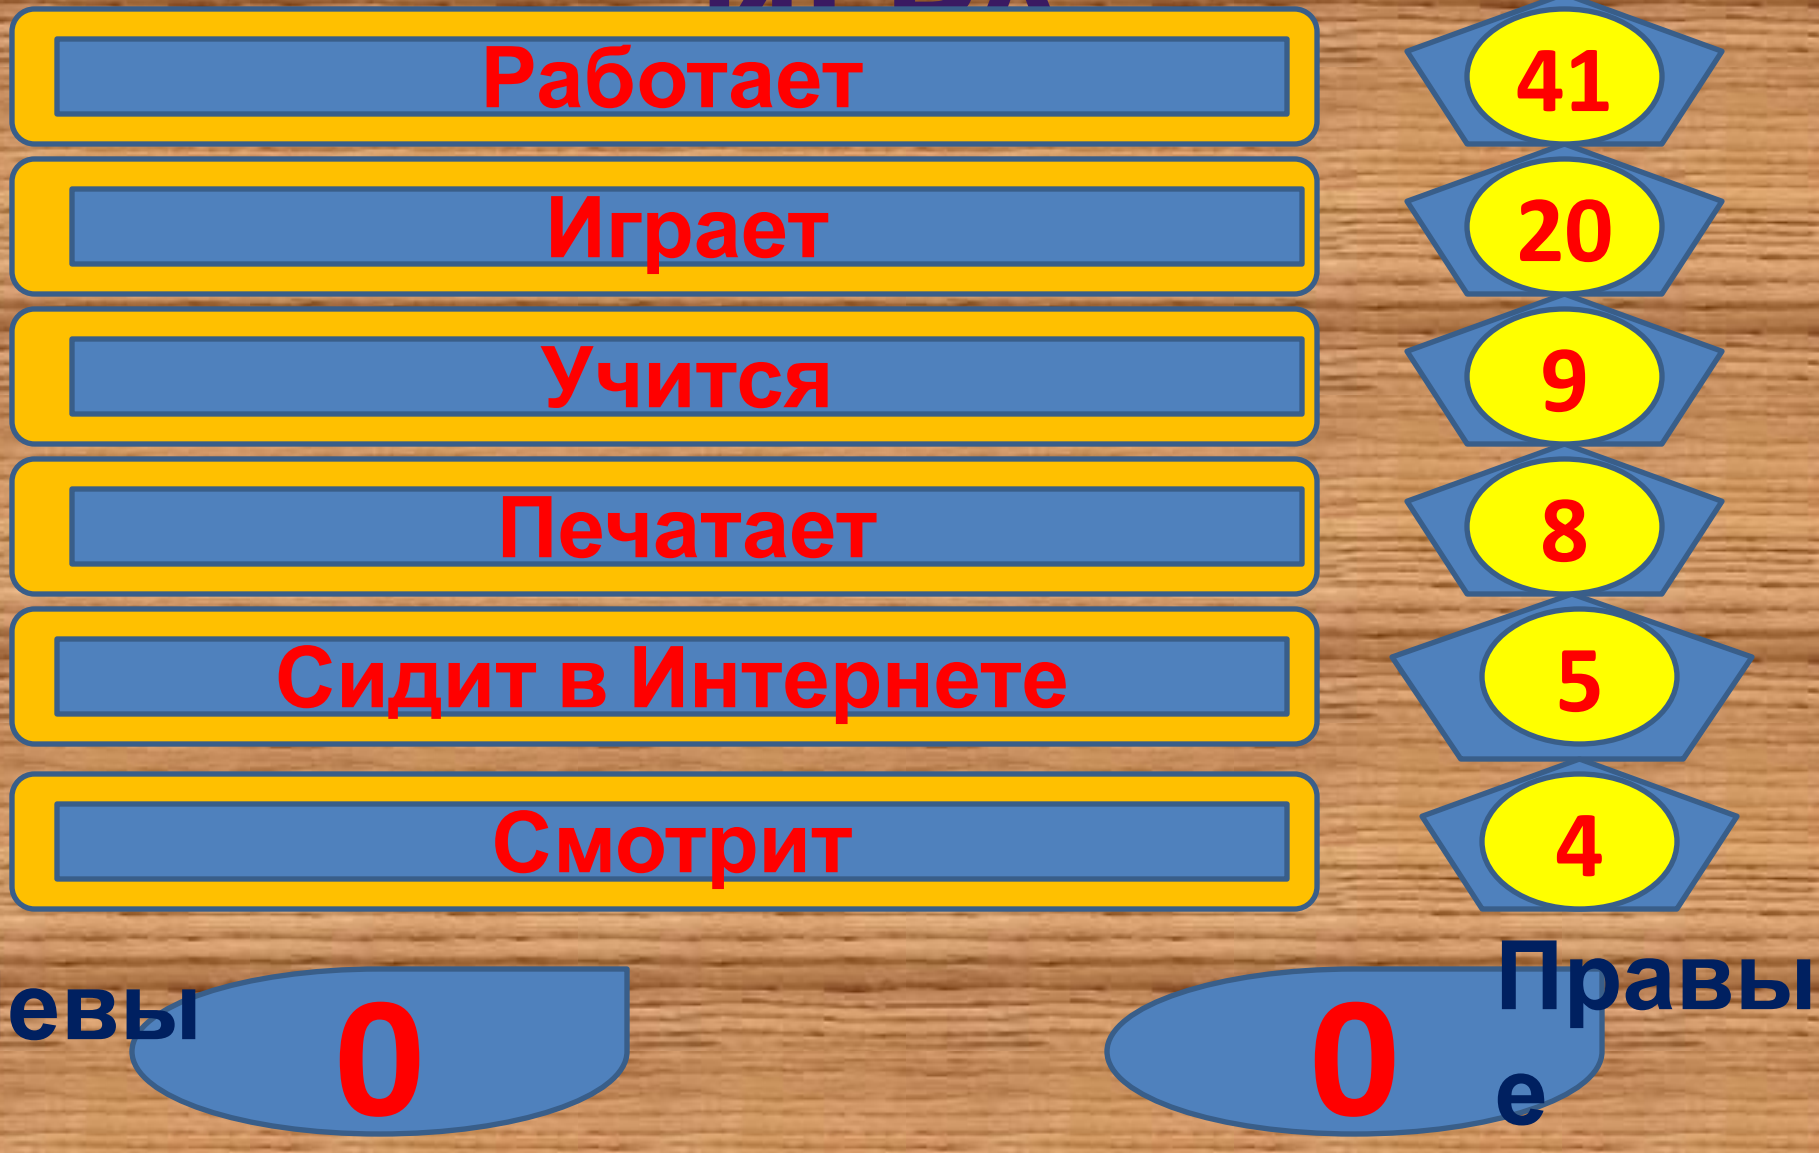 Работает 41
Играет 20
Учится 9
Печатает 8
Сидит в Интернете 5
Смотрит 4
евы 0 0 Правы
е